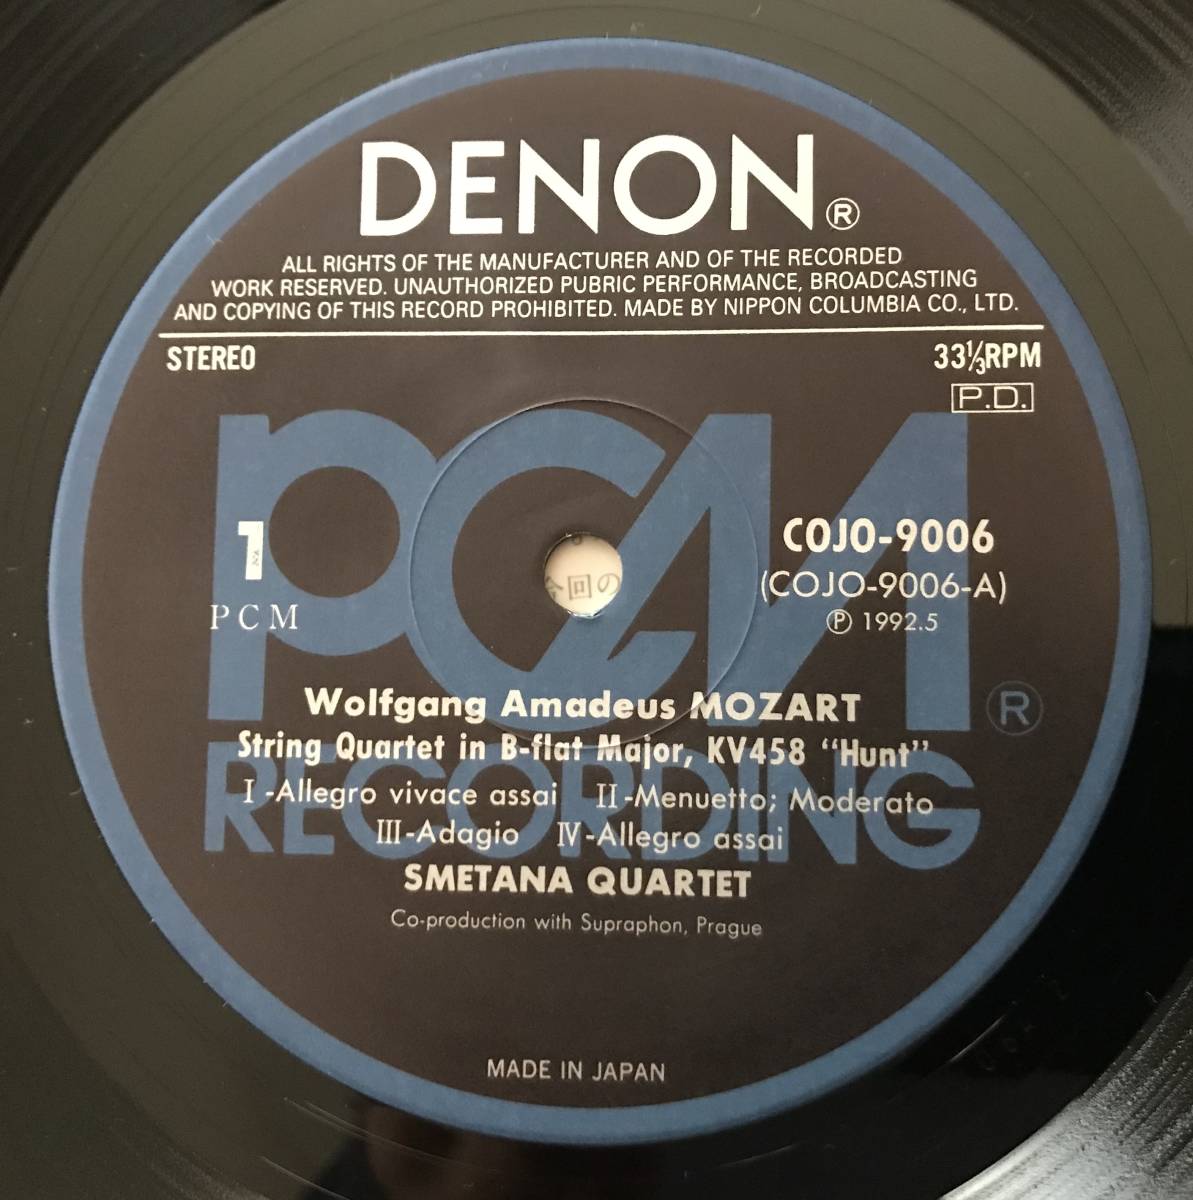 DENON®
ALL RIGHTS OF THE MANUFACTURER AND OF THE RECORDED
WORK RESERVED. UNAUTHORIZED PUBRIC PERFORMANCE, BROADCASTING
AND COPYING OF THIS RECORD PROHIBITED. MADE BY NIPPON COLUMBIA CO., LTD.
STEREO
33⅓RPM
P.D.
PCM
RECORDING®
1
PCM
COJO-9006
(COJO-9006-A)
℗ 1992.5
今回の
Wolfgang Amadeus MOZART
String Quartet in B-flat Major, KV458 “Hunt”
I-Allegro vivace assai II-Menuetto; Moderato
III-Adagio IV-Allegro assai
SMETANA QUARTET
Co-production with Supraphon, Prague
MADE IN JAPAN